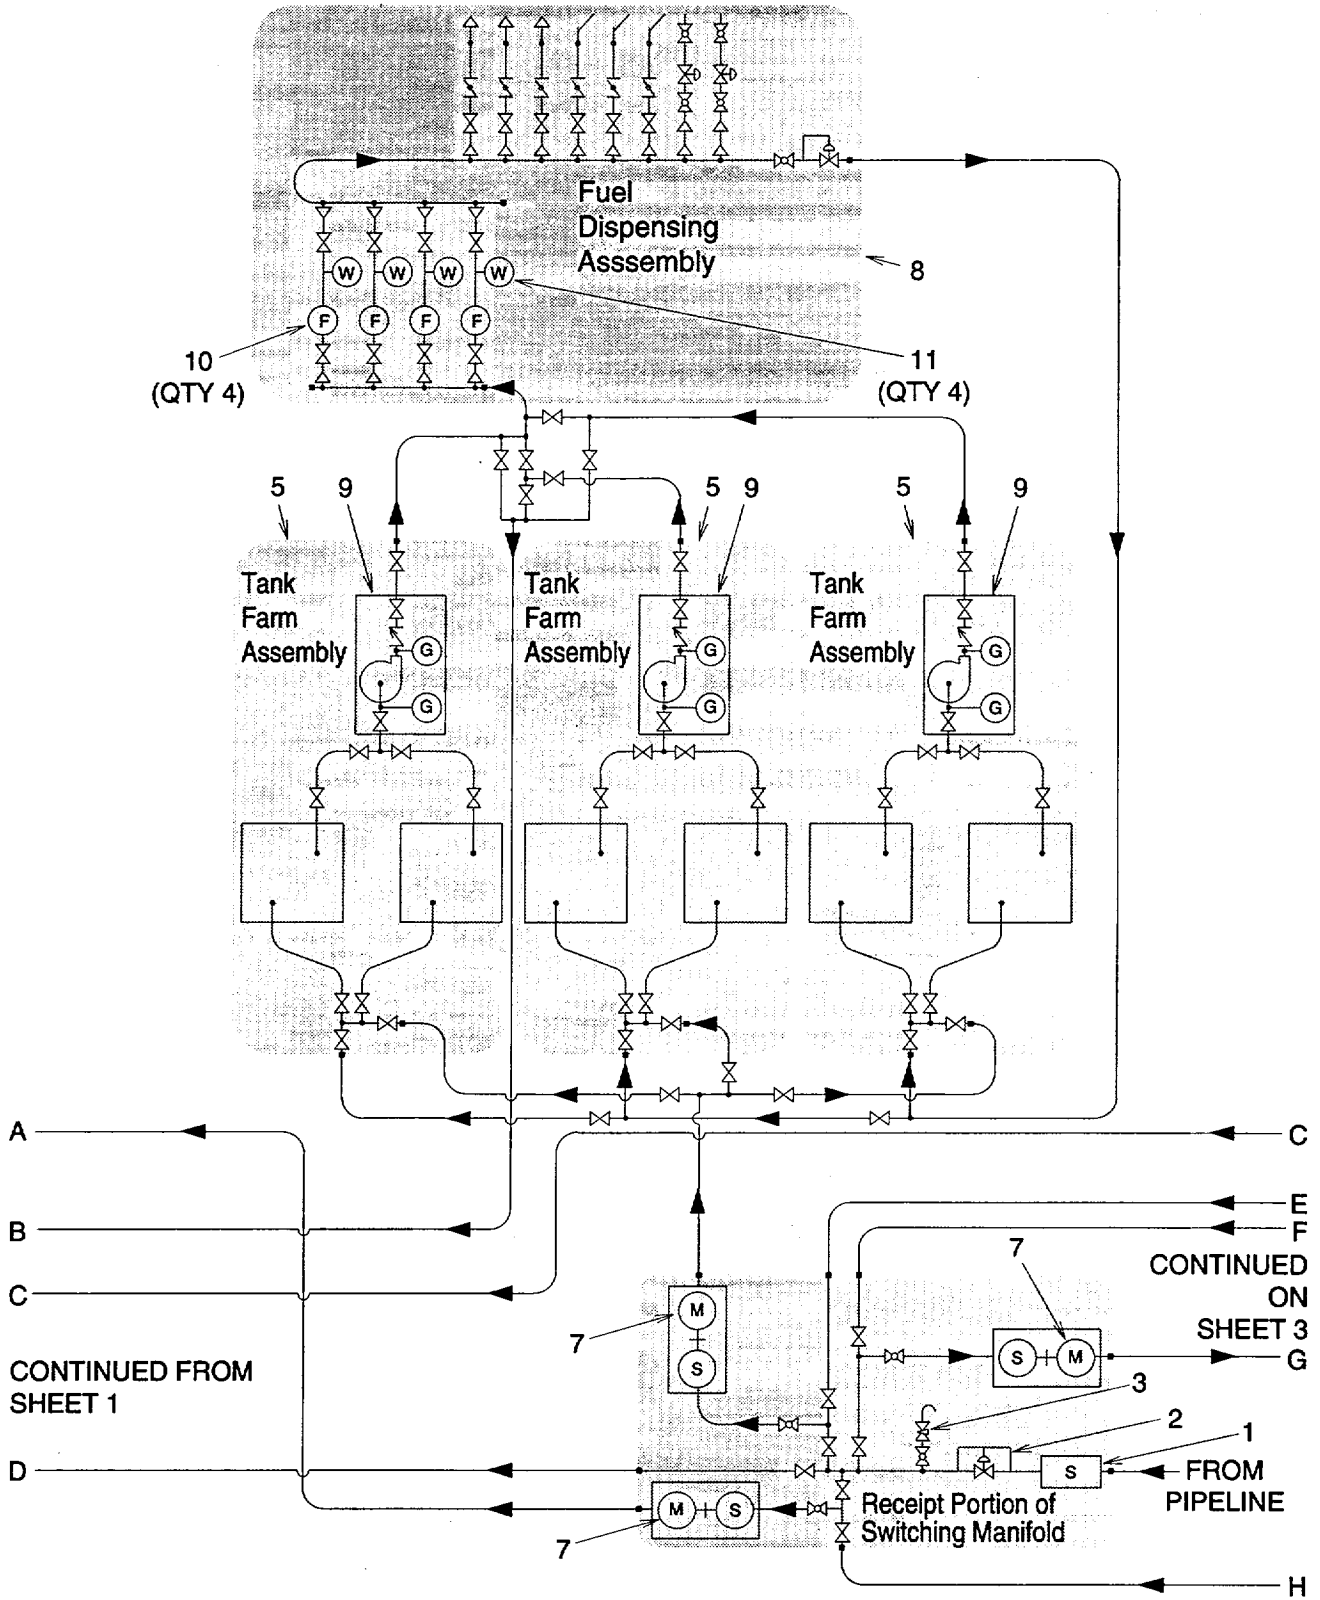 Fuel
Dispensing
Asssembly
8
W W W W
F F F F
10
(QTY 4)
11
(QTY 4)
5 9 5 9 5 9
Tank
Farm
Assembly
G
G
Tank
Farm
Assembly
G
G
Tank
Farm
Assembly
G
G
A
C
B
E
F
C
7
CONTINUED
ON
SHEET 3
M
S
7
S M
G
CONTINUED FROM
SHEET 1
3
2
1
D
S
FROM
PIPELINE
M S
7
Receipt Portion of
Switching Manifold
H